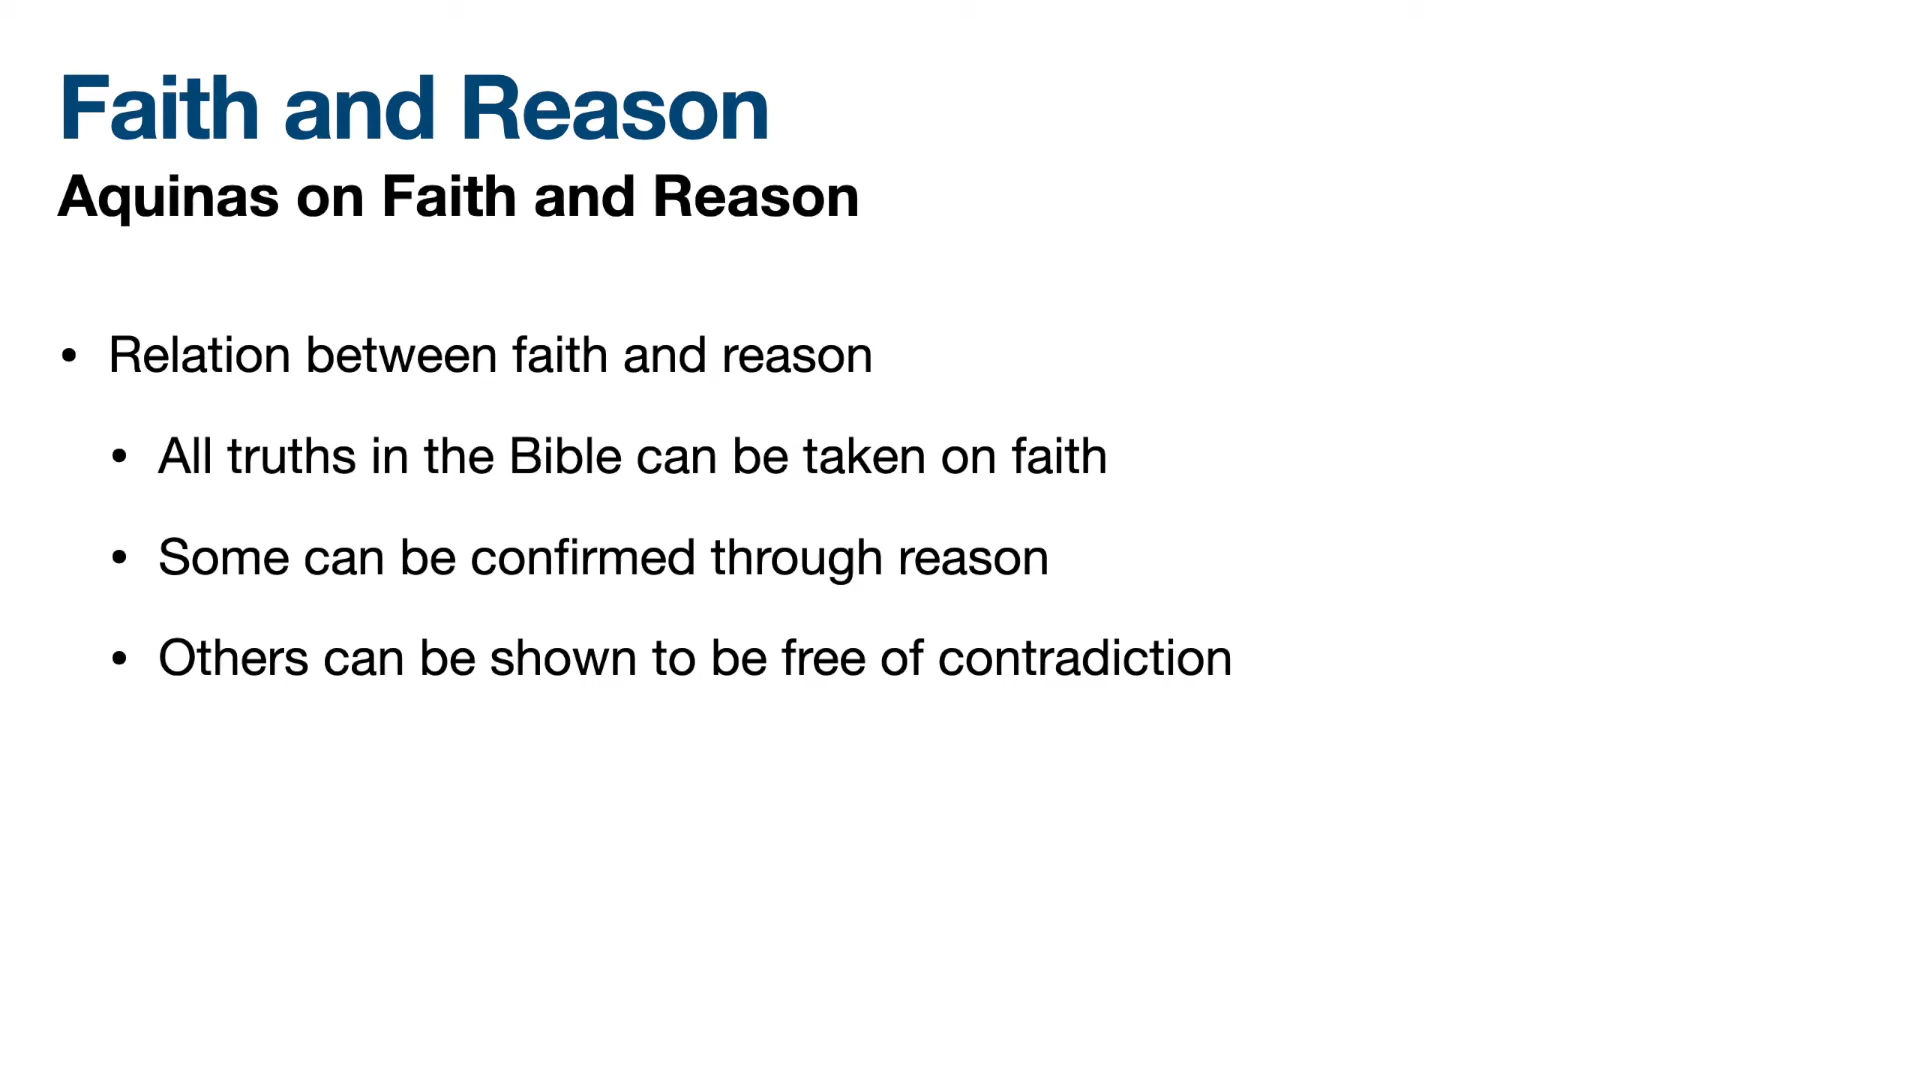 Faith and Reason
Aquinas on Faith and Reason
• Relation between faith and reason
• All truths in the Bible can be taken on faith
• Some can be confirmed through reason
• Others can be shown to be free of contradiction